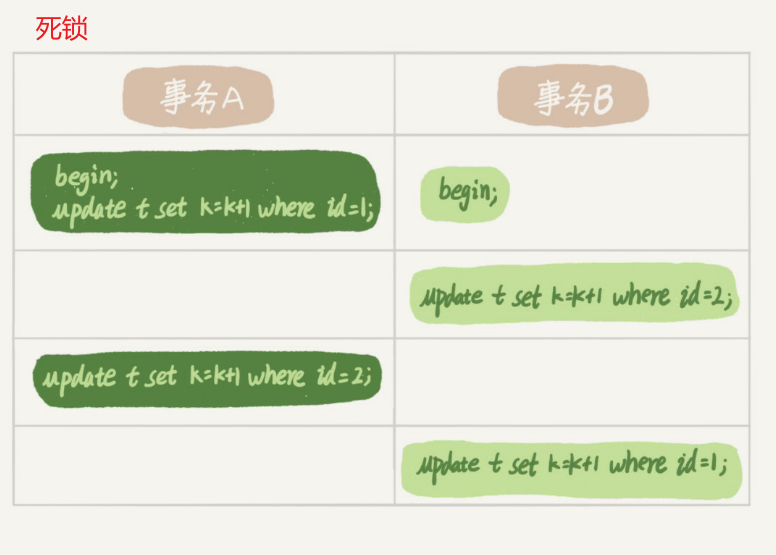 死锁
事务A
事务B
begin;
update t set k=k+1 where id=1;
begin;
update t set k=k+1 where id=2;
update t set k=k+1 where id=2;
update t set k=k+1 where id=1;